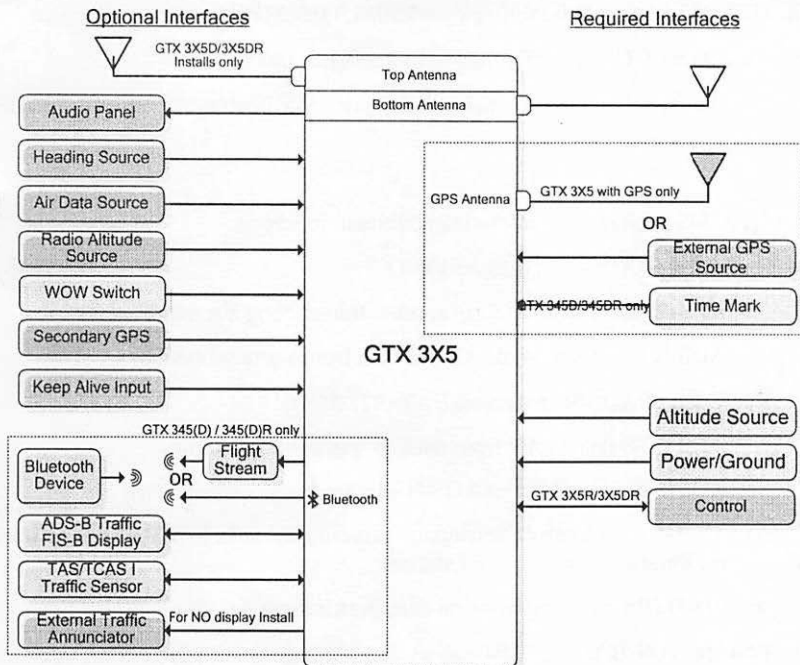 Optional Interfaces
Required Interfaces
GTX 3X5D/3X5DR
Installs only
Top Antenna
Bottom Antenna
Audio Panel
Heading Source
Air Data Source
Radio Altitude
Source
WOW Switch
Secondary GPS
Keep Alive Input
GPS Antenna
GTX 3X5 with GPS only
OR
External GPS
Source
GTX 345D/345DR only
Time Mark
GTX 3X5
Altitude Source
Power/Ground
GTX 3X5R/3X5DR
Control
GTX 345(D) / 345(D)R only
Bluetooth
Device
OR
Flight
Stream
Bluetooth
ADS-B Traffic
FIS-B Display
TAS/TCAS I
Traffic Sensor
External Traffic
Annunciator
For NO display Install